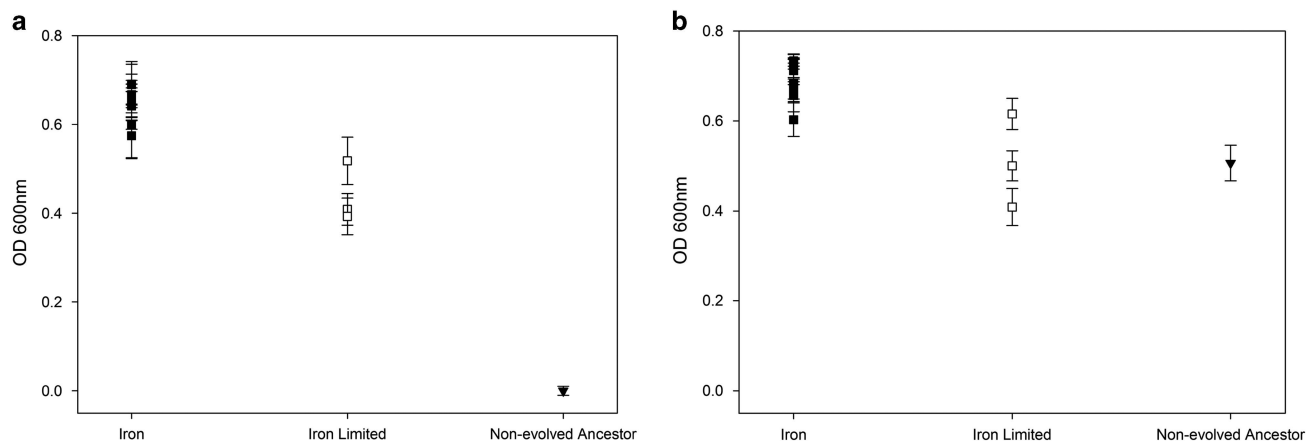 a
0.8
0.6
0.4
0.2
0.0
OD 600nm
Iron
Iron Limited
Non-evolved Ancestor
b
0.8
0.6
0.4
0.2
0.0
OD 600nm
Iron
Iron Limited
Non-evolved Ancestor